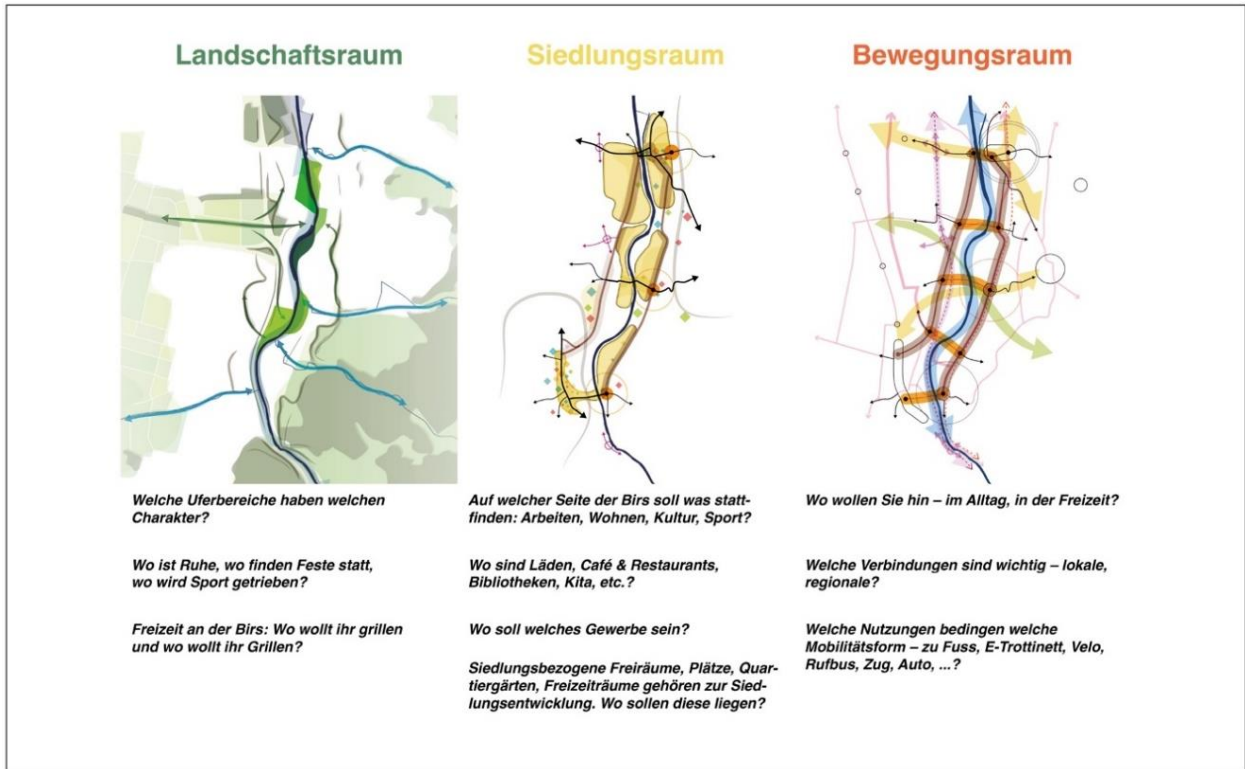 Landschaftsraum
Welche Uferbereiche haben welchen
Charakter?
Wo ist Ruhe, wo finden Feste statt,
wo wird Sport getrieben?
Freizeit an der Birs: Wo wollt ihr grillen
und wo wollt ihr Grillen?
Siedlungsraum
Auf welcher Seite der Birs soll was statt-
finden: Arbeiten, Wohnen, Kultur, Sport?
Wo sind Läden, Café & Restaurants,
Bibliotheken, Kita, etc.?
Wo soll welches Gewerbe sein?
Siedlungsbezogene Freiräume, Plätze, Quar-
tiergärten, Freizeiträume gehören zur Sied-
lungsentwicklung. Wo sollen diese liegen?
Bewegungsraum
Wo wollen Sie hin – im Alltag, in der Freizeit?
Welche Verbindungen sind wichtig – lokale,
regionale?
Welche Nutzungen bedingen welche
Mobilitätsform – zu Fuss, E-Trottinett, Velo,
Rufbus, Zug, Auto, ...?